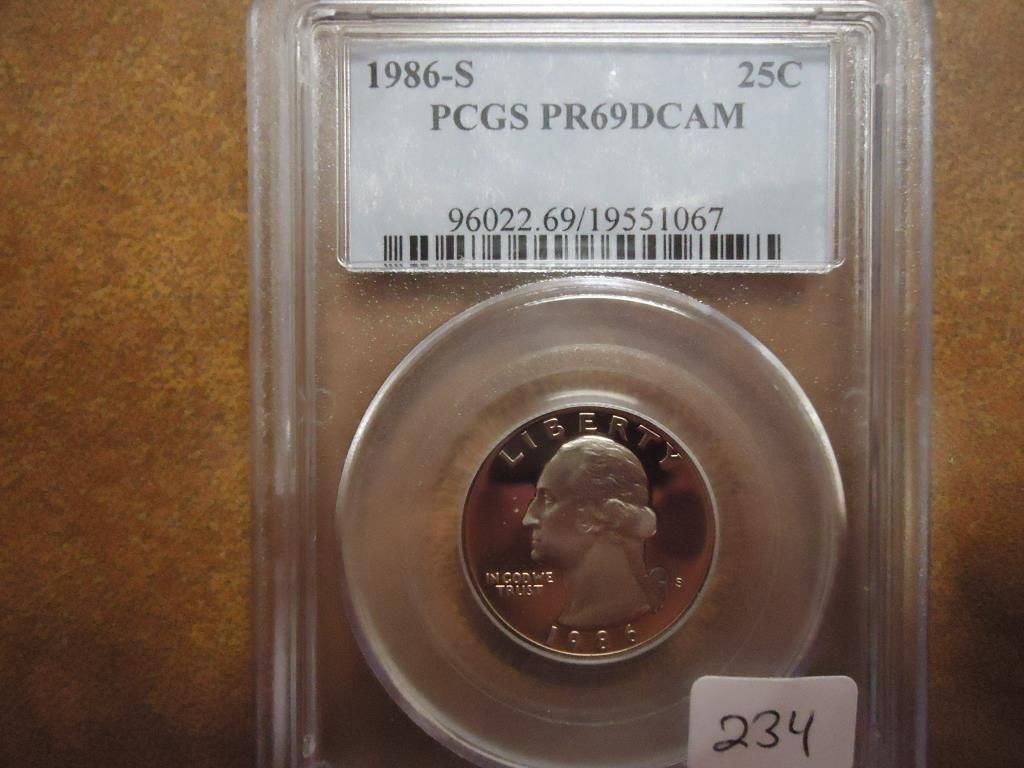 1986-S 25C
PCGS PR69DCAM
96022.69/19551067
LIBERTY
IN GOD WE
TRUST
S
1986
234